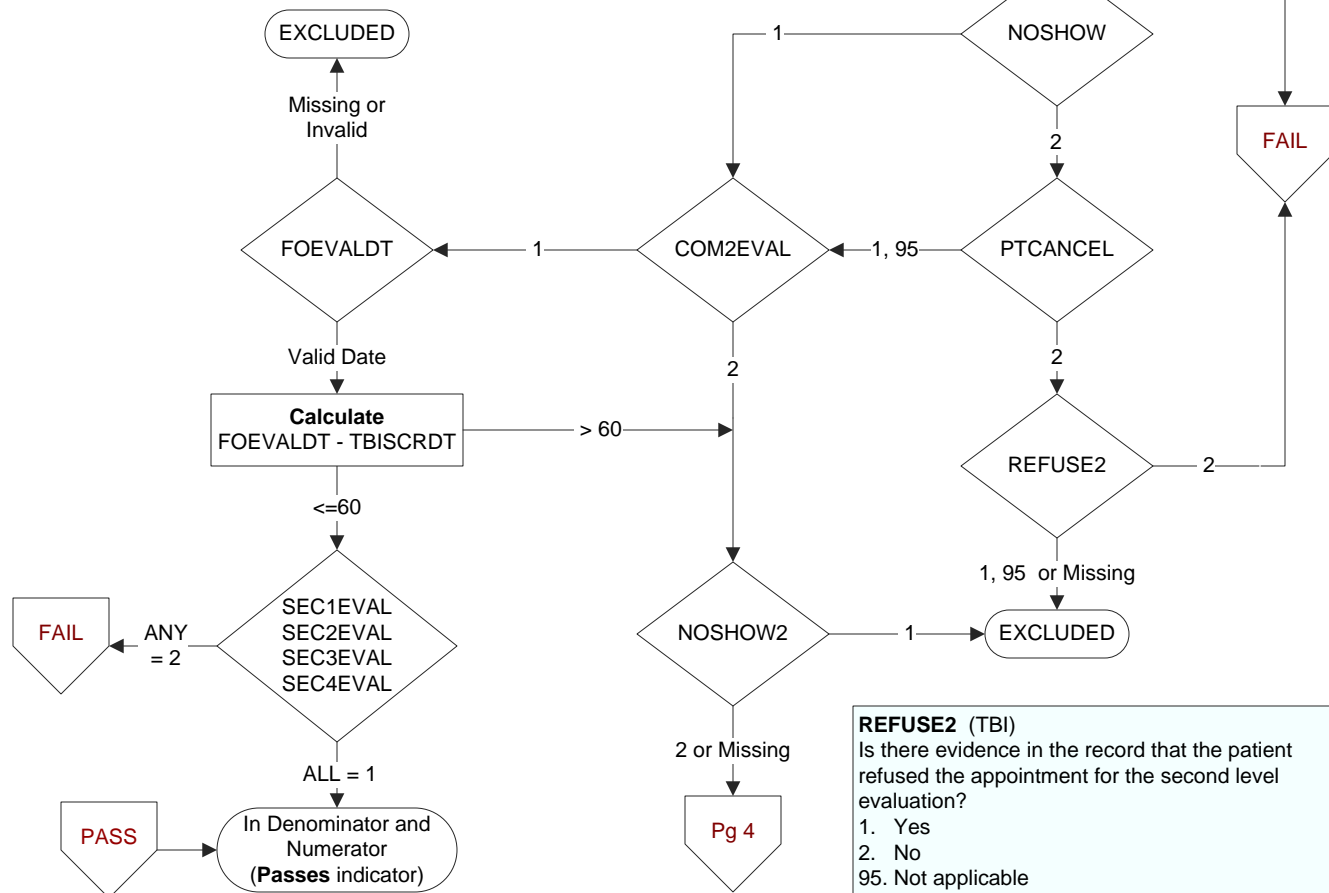 EXCLUDED
1
NOSHOW
Missing or
Invalid
2
FAIL
FOEVALDT
1
COM2EVAL
1, 95
PTCANCEL
Valid Date
2
2
Calculate
FOEVALDT - TBISCRDT
> 60
REFUSE2
2
<=60
1, 95 or Missing
SEC1EVAL
SEC2EVAL
SEC3EVAL
SEC4EVAL
FAIL
ANY
= 2
NOSHOW2
1
EXCLUDED
2 or Missing
ALL = 1
PASS
In Denominator and
Numerator
(Passes indicator)
Pg 4
REFUSE2 (TBI)
Is there evidence in the record that the patient
refused the appointment for the second level
evaluation?
1. Yes
2. No
95. Not applicable